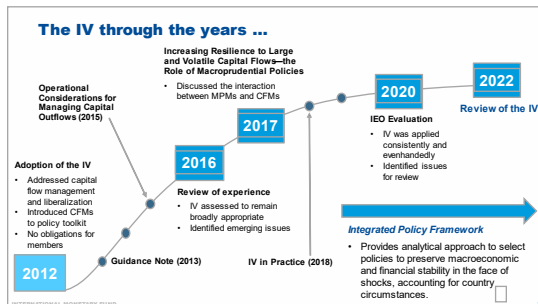 The IV through the years ...
Increasing Resilience to Large
and Volatile Capital Flows—the
Role of Macroprudential Policies
• Discussed the interaction
between MPMs and CFMs
Operational
Considerations for
Managing Capital
Outflows (2015)
2017
2020
2022
Review of the IV
IEO Evaluation
• IV was applied
consistently and
evenhandedly
• Identified issues
for review
Adoption of the IV
• Addressed capital
flow management
and liberalization
• Introduced CFMs
to policy toolkit
• No obligations for
members
2016
Review of experience
• IV assessed to remain
broadly appropriate
• Identified emerging issues
2012
Guidance Note (2013)
IV in Practice (2018)
Integrated Policy Framework
• Provides analytical approach to select
policies to preserve macroeconomic
and financial stability in the face of
shocks, accounting for country
circumstances.
INTERNATIONAL MONETARY FUND